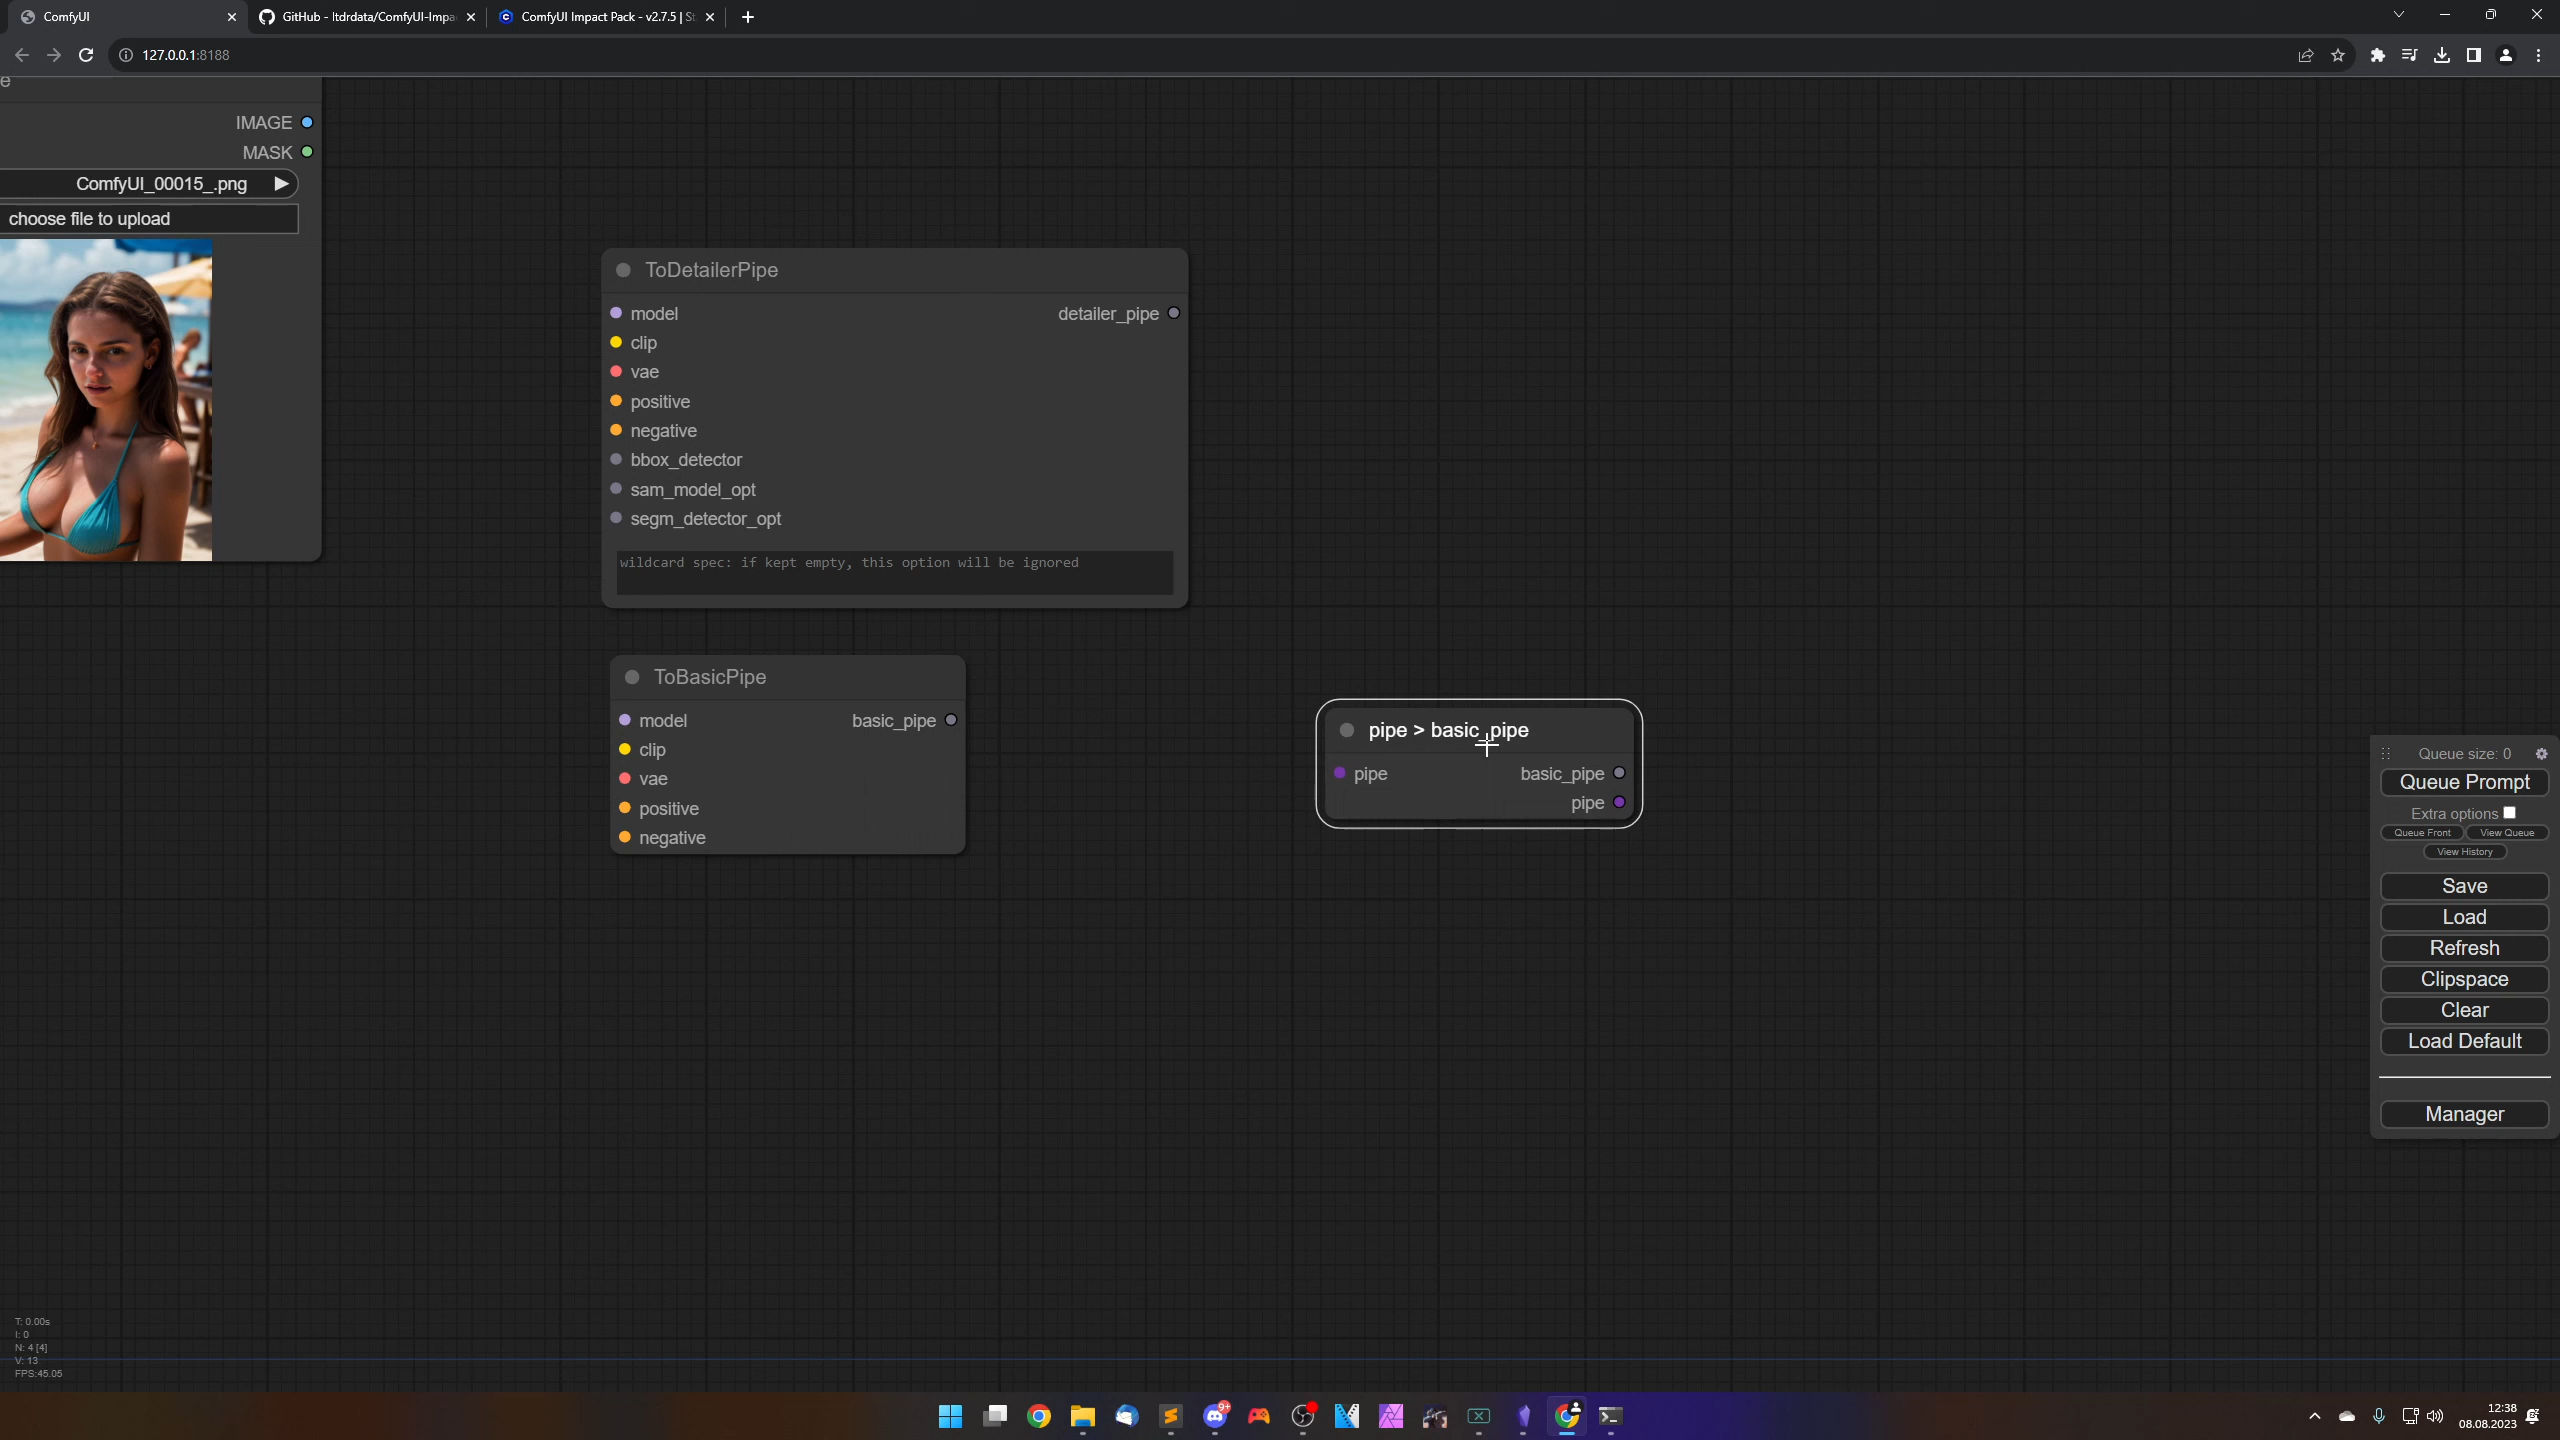 ComfyUI
GitHub - ltdrdata/ComfyUI-Impa
ComfyUI Impact Pack - v2.7.5 | St
127.0.0.1:8188
e
IMAGE
MASK
ComfyUI_00015_.png
choose file to upload
ToDetailerPipe
model
detailer_pipe
clip
vae
positive
negative
bbox_detector
sam_model_opt
segm_detector_opt
wildcard spec: if kept empty, this option will be ignored
ToBasicPipe
model
basic_pipe
clip
vae
positive
negative
pipe > basic_pipe
pipe
basic_pipe
pipe
Queue size: 0
Queue Prompt
Extra options
Queue Front
View Queue
View History
Save
Load
Refresh
Clipspace
Clear
Load Default
Manager
T: 0.00s
I: 0
N: 4 [4]
V: 13
FPS:45.05
9+
12:38
08.08.2023